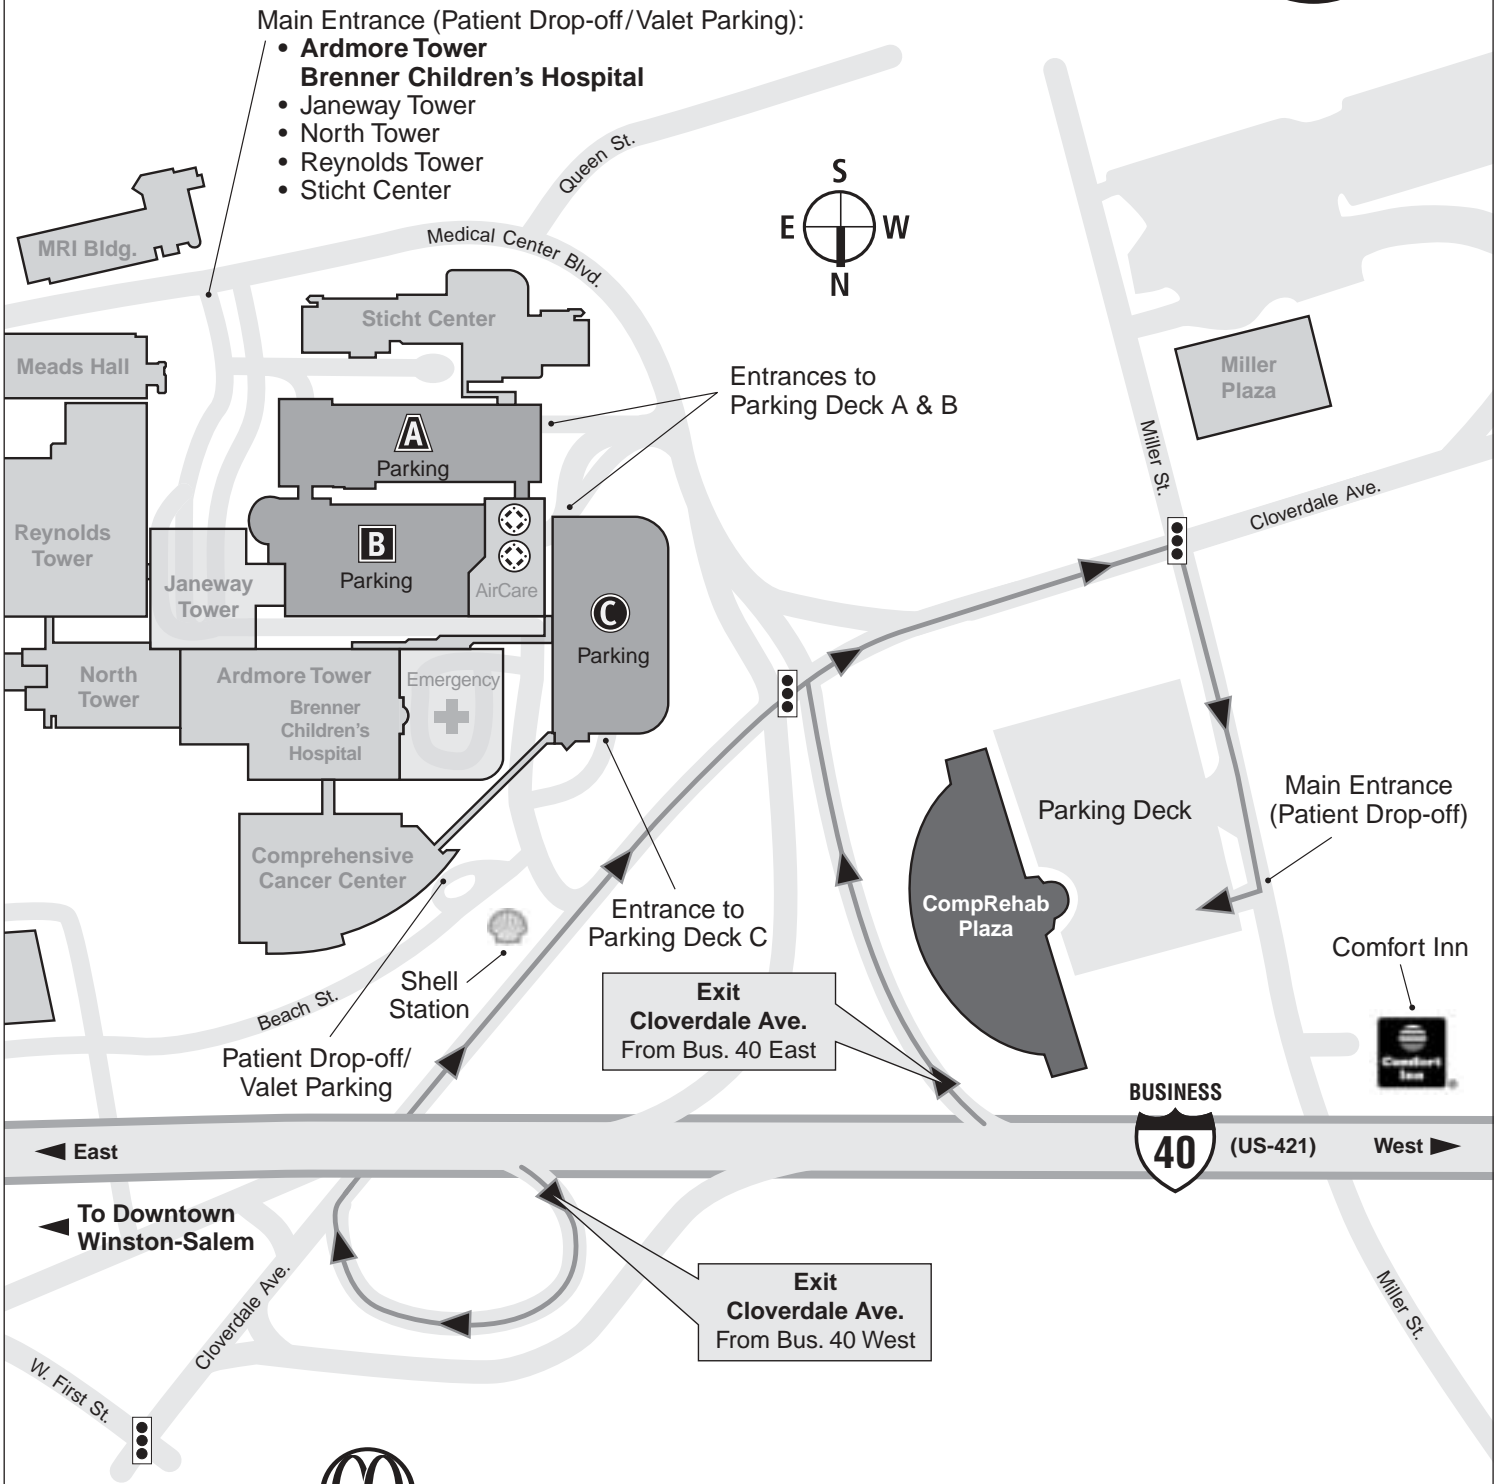 Main Entrance (Patient Drop-off/Valet Parking):
• Ardmore Tower
Brenner Children's Hospital
• Janeway Tower
• North Tower
• Reynolds Tower
• Sticht Center
Queen St.
Medical Center Blvd.
S
E W
N
MRI Bldg.
Sticht Center
Meads Hall
Entrances to
Parking Deck A & B
Miller
Plaza
Miller St.
Cloverdale Ave.
A
Parking
B
Parking
AirCare
C
Parking
Reynolds
Tower
Janeway
Tower
North
Tower
Ardmore Tower
Brenner
Children's
Hospital
Emergency
Comprehensive
Cancer Center
Parking Deck
Main Entrance
(Patient Drop-off)
CompRehab
Plaza
Entrance to
Parking Deck C
Shell
Station
Beach St.
Patient Drop-off/
Valet Parking
Exit
Cloverdale Ave.
From Bus. 40 East
Comfort Inn
Comfort
Inn
BUSINESS
40
(US-421)
West
East
To Downtown
Winston-Salem
Cloverdale Ave.
W. First St.
Exit
Cloverdale Ave.
From Bus. 40 West
Miller St.